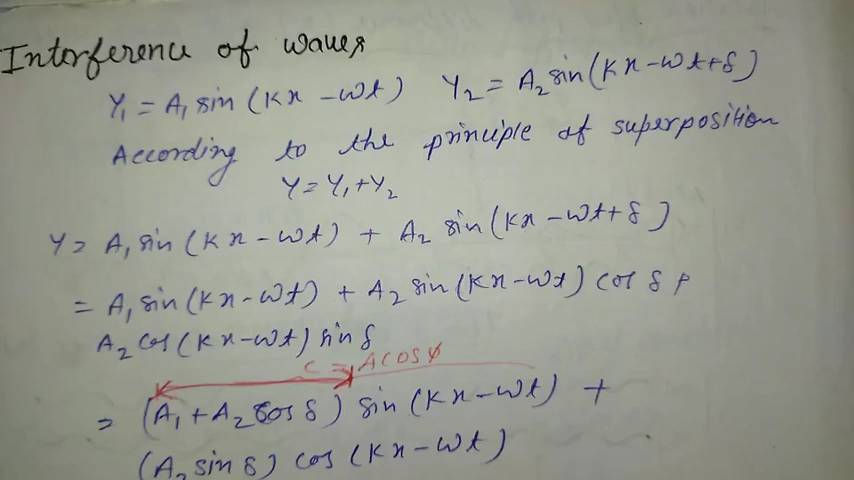 Interference of waves
Y₁ = A₁ sin (Kx - ωt)   Y₂ = A₂ sin(Kx - ωt + δ)
According to the principle of superposition
Y = Y₁ + Y₂
Y = A₁ sin (Kx - ωt) + A₂ sin (Kx - ωt + δ)
= A₁ sin (Kx - ωt) + A₂ sin (Kx - ωt) cos δ +
A₂ cos (Kx - ωt) sin δ
C = A cos φ
= (A₁ + A₂ cos δ) sin (Kx - ωt) +
(A₂ sin δ) cos (Kx - ωt)